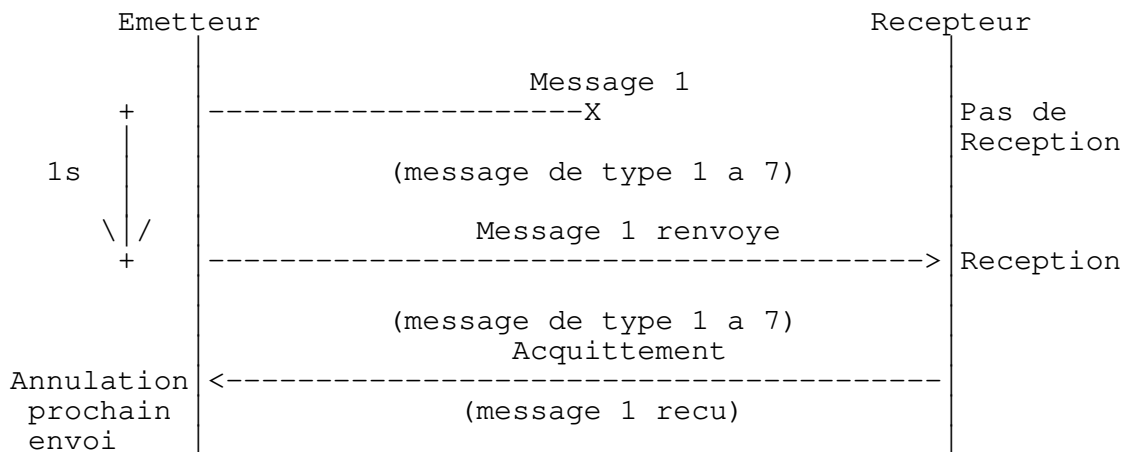 Emetteur Recepteur
Message 1
+ |---------------------X |Pas de
|Reception
1s (message de type 1 a 7)
\|/ Message 1 renvoye
+ |---------------------------------------->|Reception
(message de type 1 a 7)
Acquittement
Annulation|<----------------------------------------|
prochain (message 1 recu)
envoi